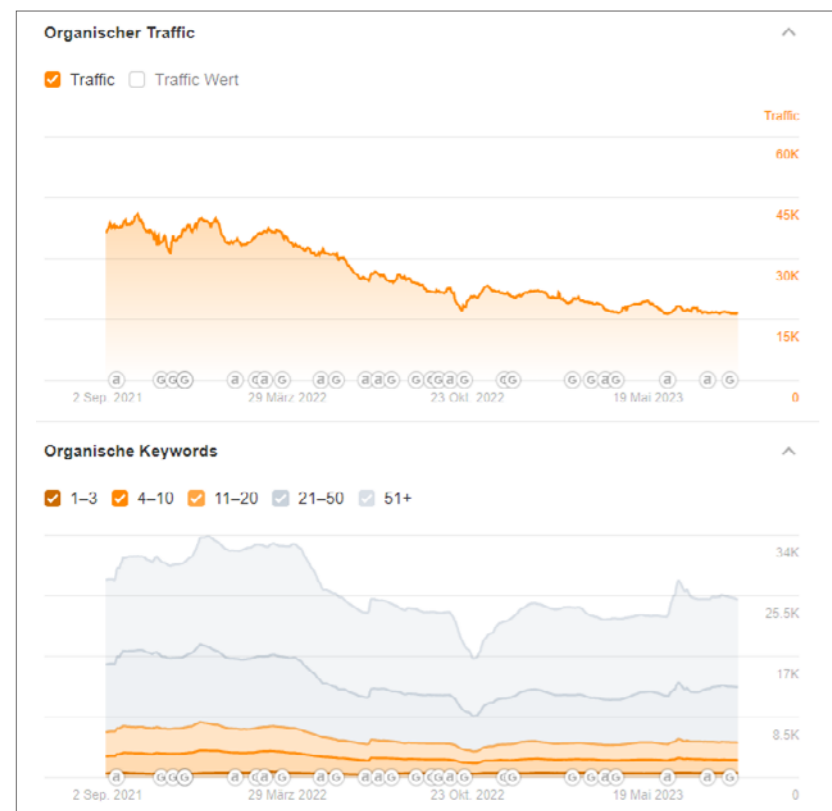 Organischer Traffic
Traffic Traffic Wert
Traffic
60K
45K
30K
15K
a G G G a G a G a G a a G G G G a G G G G G a G a a G
2 Sep. 2021 29 März 2022 23 Okt. 2022 19 Mai 2023 0
Organische Keywords
1–3 4–10 11–20 21–50 51+
34K
25.5K
17K
8.5K
a G G G a G a G a G a a G G G G a G G G G G a G a a G
2 Sep. 2021 29 März 2022 23 Okt. 2022 19 Mai 2023 0